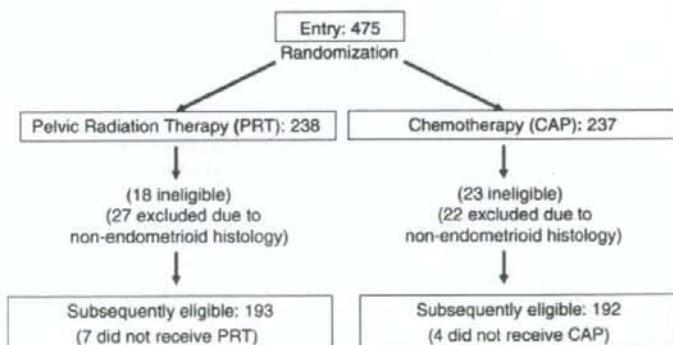 Entry: 475
Randomization
Pelvic Radiation Therapy (PRT): 238
Chemotherapy (CAP): 237
(18 ineligible)
(27 excluded due to
non-endometrioid histology)
(23 ineligible)
(22 excluded due to
non-endometrioid histology)
Subsequently eligible: 193
(7 did not receive PRT)
Subsequently eligible: 192
(4 did not receive CAP)